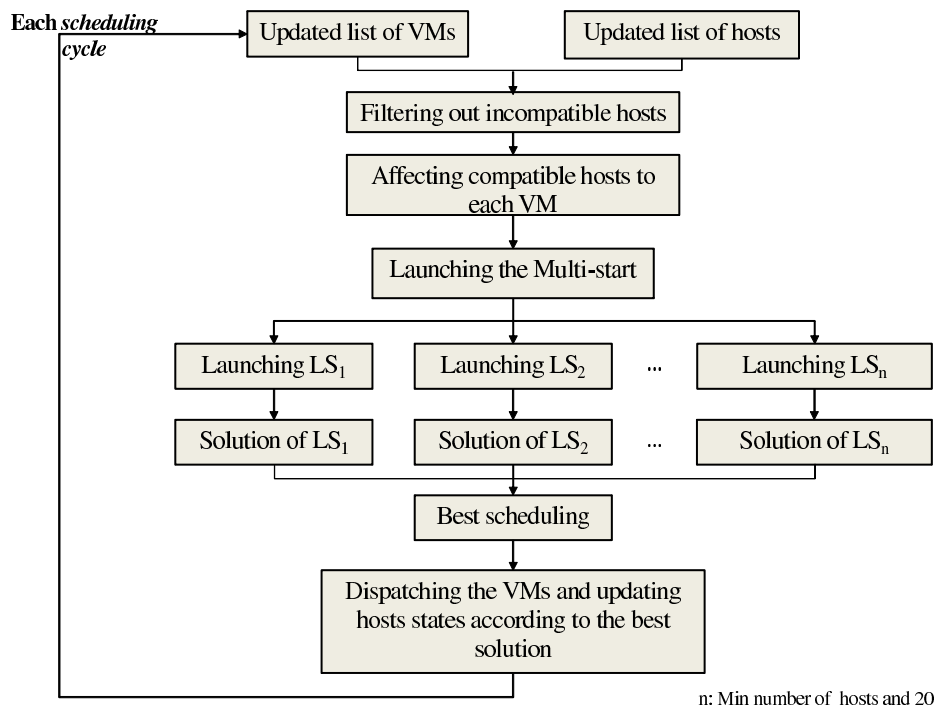 Each scheduling
cycle
Updated list of VMs
Updated list of hosts
Filtering out incompatible hosts
Affecting compatible hosts to
each VM
Launching the Multi-start
Launching LS1
Launching LS2
...
Launching LSn
Solution of LS1
Solution of LS2
...
Solution of LSn
Best scheduling
Dispatching the VMs and updating
hosts states according to the best
solution
n: Min number of hosts and 20